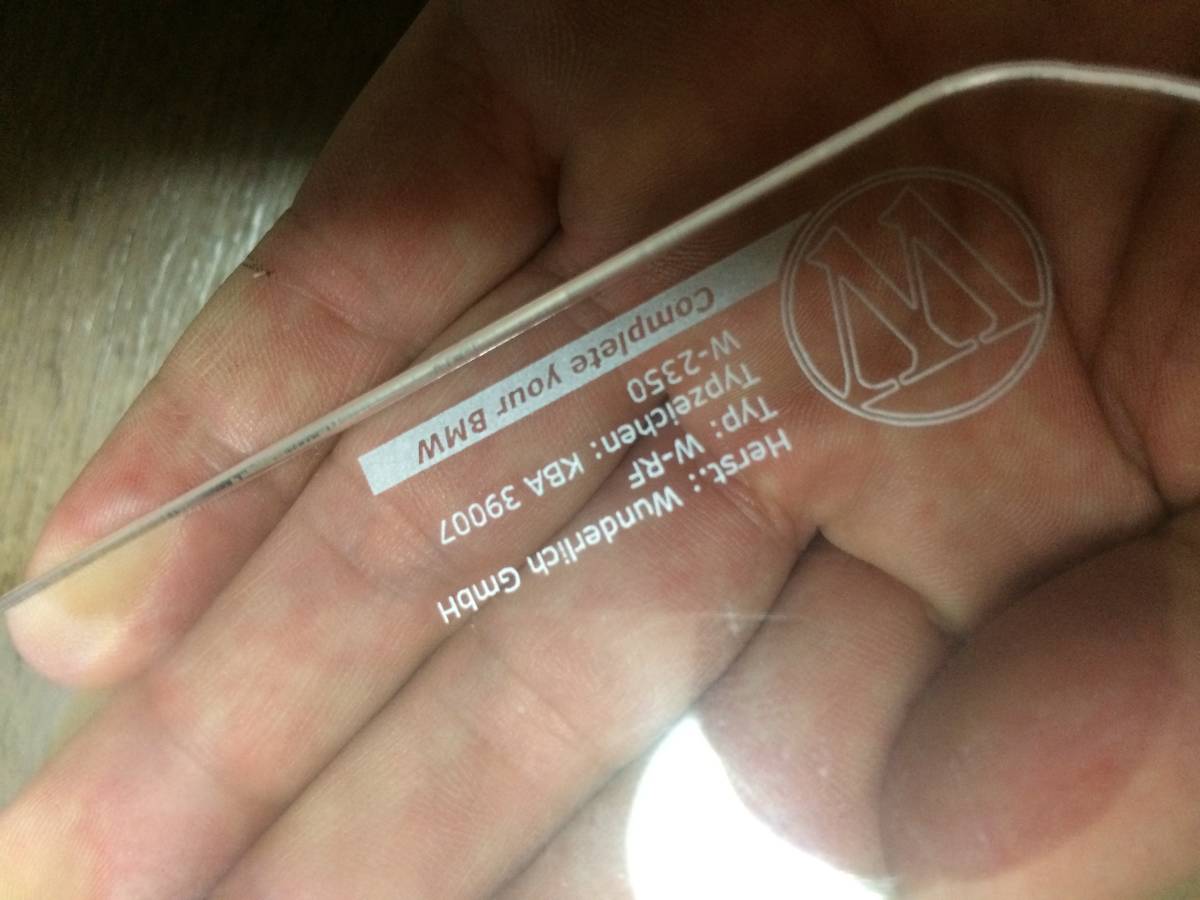 Herst.: Wunderlich GmbH
Typ: W-RF
Typzeichen: KBA 39007
W-2350
W
Complete your BMW